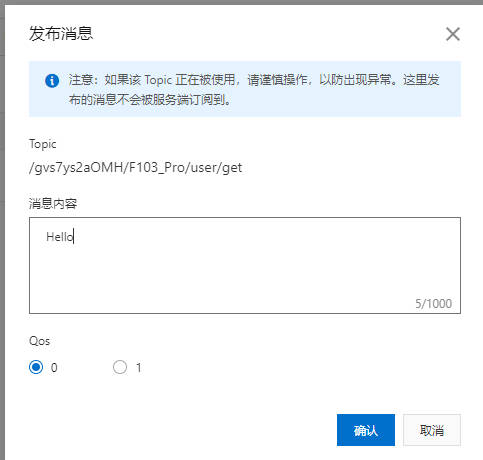 发布消息
注意：如果该 Topic 正在被使用，请谨慎操作，以防出现异常。这里发
布的消息不会被服务端订阅到。
Topic
/gvs7ys2aOMH/F103_Pro/user/get
消息内容
Hello
5/1000
Qos
0 1
确认 取消